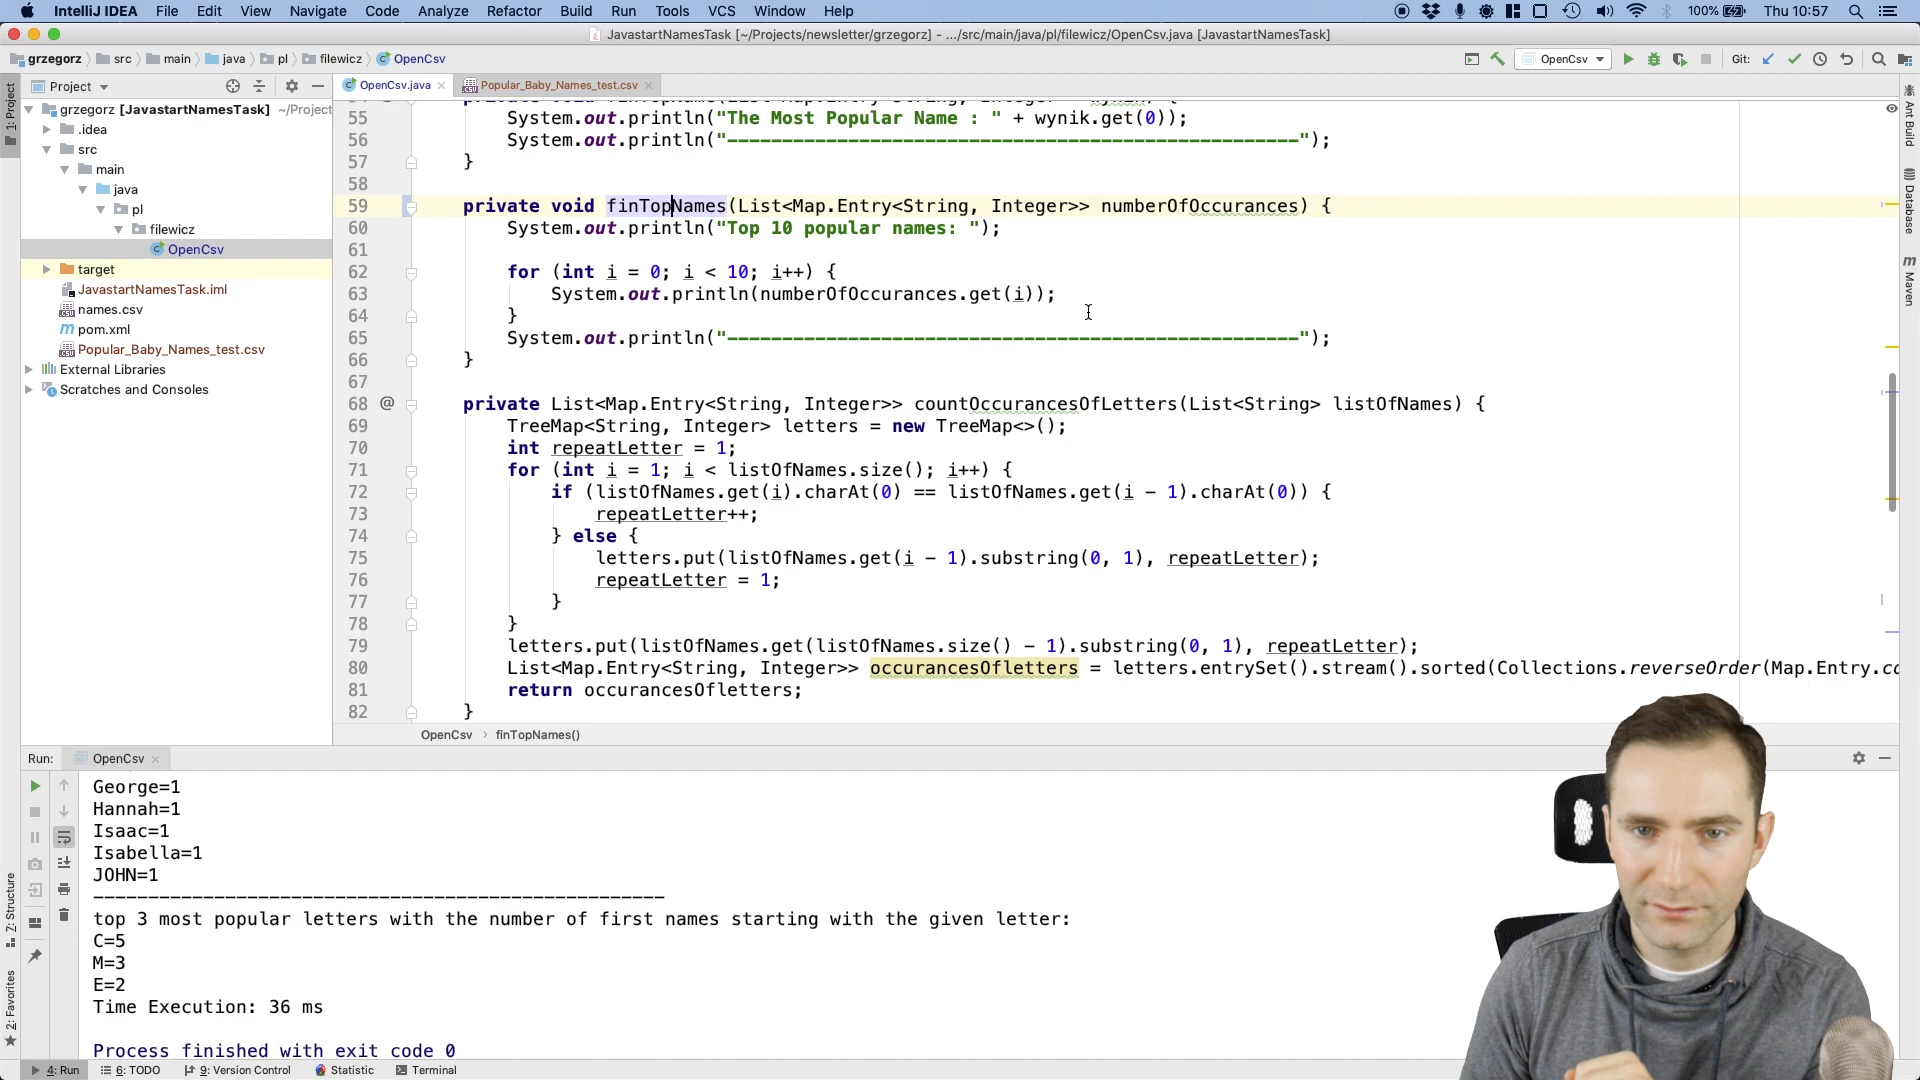 IntelliJ IDEA File Edit View Navigate Code Analyze Refactor Build Run Tools VCS Window Help 100% Thu 10:57
JavastartNamesTask [~/Projects/newsletter/grzegorz] - .../src/main/java/pl/filewicz/OpenCsv.java [JavastartNamesTask]
grzegorz src main java pl filewicz OpenCsv OpenCsv Git:
Project OpenCsv.java Popular_Baby_Names_test.csv
1: Project
grzegorz [JavastartNamesTask] ~/Project
.idea
src
main
java
pl
filewicz
OpenCsv
target
JavastartNamesTask.iml
names.csv
pom.xml
Popular_Baby_Names_test.csv
External Libraries
Scratches and Consoles
55 System.out.println("The Most Popular Name : " + wynik.get(0));
56 System.out.println("----------------------------------------------------");
57 }
58
59 private void finTopNames(List<Map.Entry<String, Integer>> numberOfOccurances) {
60 System.out.println("Top 10 popular names: ");
61
62 for (int i = 0; i < 10; i++) {
63 System.out.println(numberOfOccurances.get(i));
64 }
65 System.out.println("----------------------------------------------------");
66 }
67
68 @ private List<Map.Entry<String, Integer>> countOccurancesOfLetters(List<String> listOfNames) {
69 TreeMap<String, Integer> letters = new TreeMap<>();
70 int repeatLetter = 1;
71 for (int i = 1; i < listOfNames.size(); i++) {
72 if (listOfNames.get(i).charAt(0) == listOfNames.get(i - 1).charAt(0)) {
73 repeatLetter++;
74 } else {
75 letters.put(listOfNames.get(i - 1).substring(0, 1), repeatLetter);
76 repeatLetter = 1;
77 }
78 }
79 letters.put(listOfNames.get(listOfNames.size() - 1).substring(0, 1), repeatLetter);
80 List<Map.Entry<String, Integer>> occurancesOfletters = letters.entrySet().stream().sorted(Collections.reverseOrder(Map.Entry.co
81 return occurancesOfletters;
82 }
OpenCsv finTopNames()
Ant Build
Database
Maven
Run: OpenCsv
George=1
Hannah=1
Isaac=1
Isabella=1
JOHN=1
----------------------------------------------------
top 3 most popular letters with the number of first names starting with the given letter:
C=5
M=3
E=2
Time Execution: 36 ms
Process finished with exit code 0
Z: Structure
2: Favorites
4: Run 6: TODO 9: Version Control Statistic Terminal